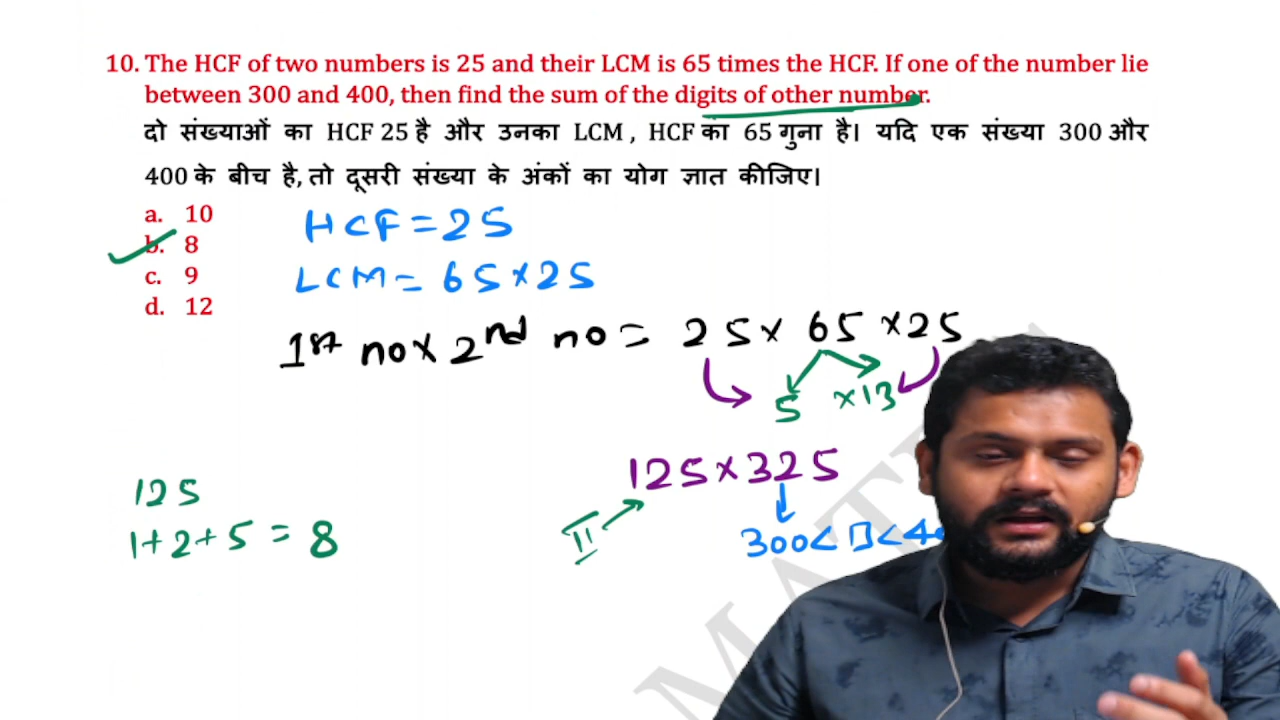 10. The HCF of two numbers is 25 and their LCM is 65 times the HCF. If one of the number lie
between 300 and 400, then find the sum of the digits of other number.
दो संख्याओं का HCF 25 है और उनका LCM , HCF का 65 गुना है। यदि एक संख्या 300 और
400 के बीच है, तो दूसरी संख्या के अंकों का योग ज्ञात कीजिए।
a. 10
b. 8
c. 9
d. 12
HCF = 25
LCM = 65 × 25
1st no × 2nd no = 25 × 65 × 25
5 × 13
125 × 325
II
300 < □ < 4
125
1 + 2 + 5 = 8
MATH